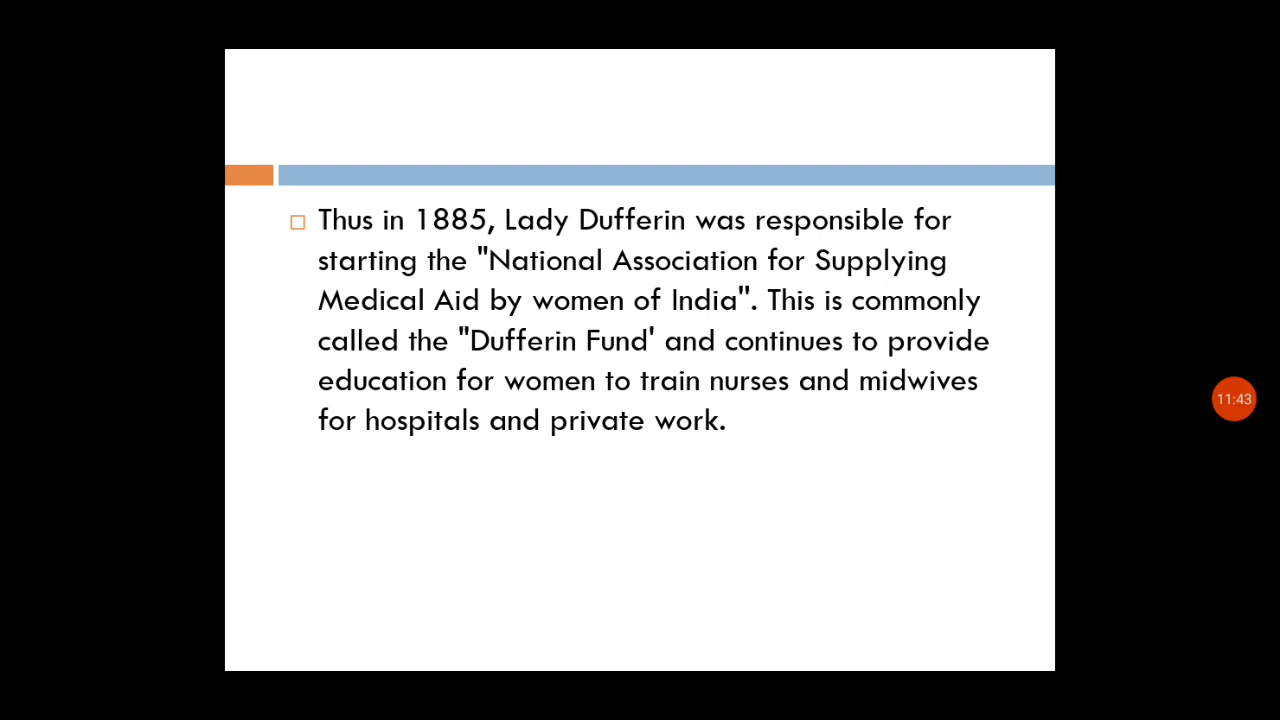 Thus in 1885, Lady Dufferin was responsible for
starting the "National Association for Supplying
Medical Aid by women of India". This is commonly
called the "Dufferin Fund' and continues to provide
education for women to train nurses and midwives
for hospitals and private work.
11:43